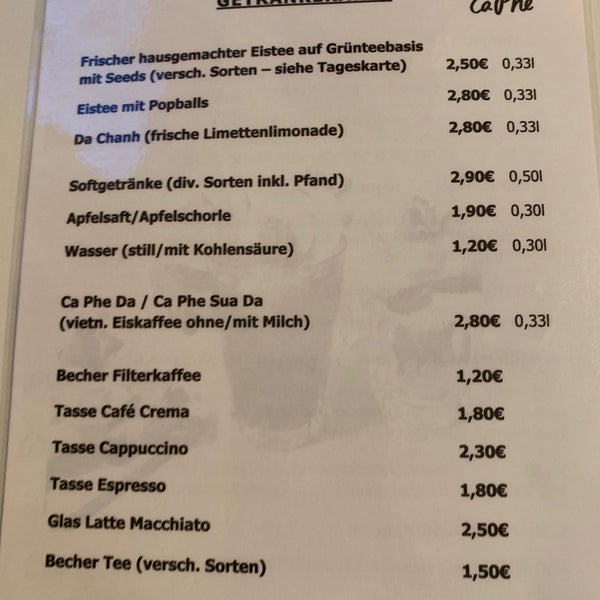 GETRÄNKEKARTE
Ca Phe
Frischer hausgemachter Eistee auf Grünteebasis
mit Seeds (versch. Sorten – siehe Tageskarte) 2,50€ 0,33l
Eistee mit Popballs 2,80€ 0,33l
Da Chanh (frische Limettenlimonade) 2,80€ 0,33l
Softgetränke (div. Sorten inkl. Pfand) 2,90€ 0,50l
Apfelsaft/Apfelschorle 1,90€ 0,30l
Wasser (still/mit Kohlensäure) 1,20€ 0,30l
Ca Phe Da / Ca Phe Sua Da
(vietn. Eiskaffee ohne/mit Milch) 2,80€ 0,33l
Becher Filterkaffee 1,20€
Tasse Café Crema 1,80€
Tasse Cappuccino 2,30€
Tasse Espresso 1,80€
Glas Latte Macchiato 2,50€
Becher Tee (versch. Sorten) 1,50€